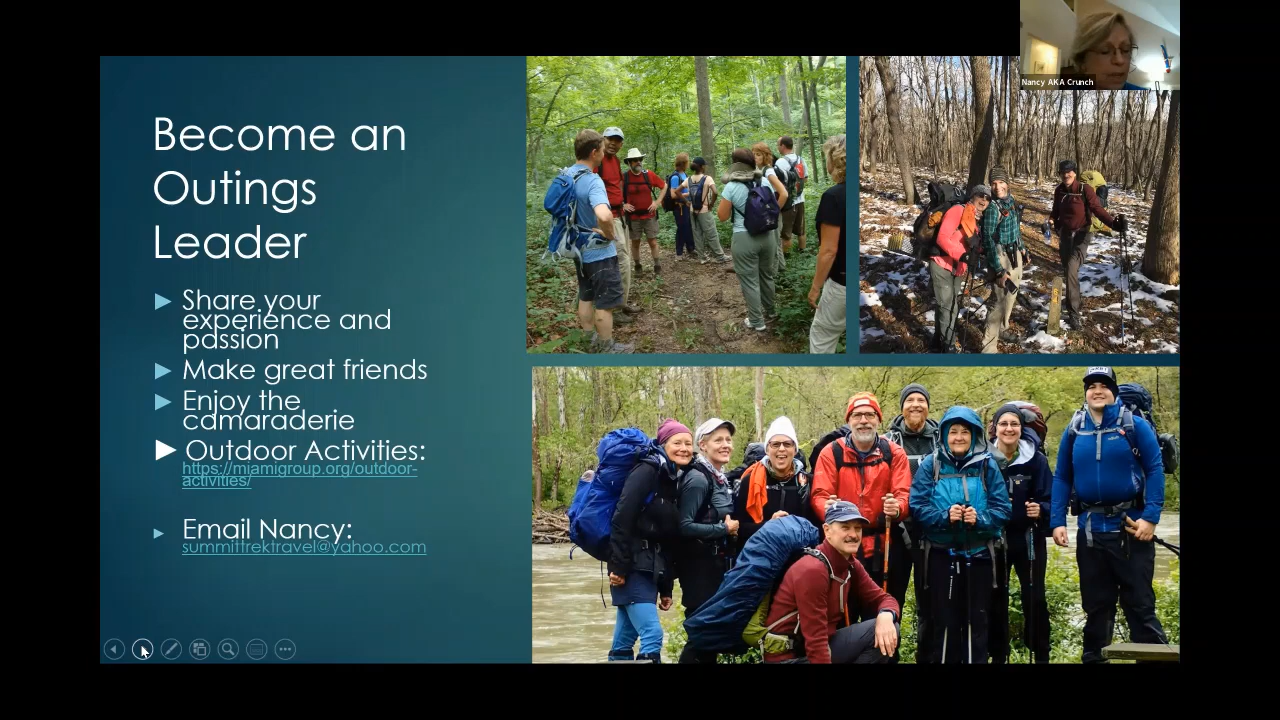 Nancy AKA Crunch
Become an
Outings
Leader
Share your
experience and
passion
Make great friends
Enjoy the
camaraderie
Outdoor Activities:
https://miamigroup.org/outdoor-
activities/
Email Nancy:
summittrektravel@yahoo.com